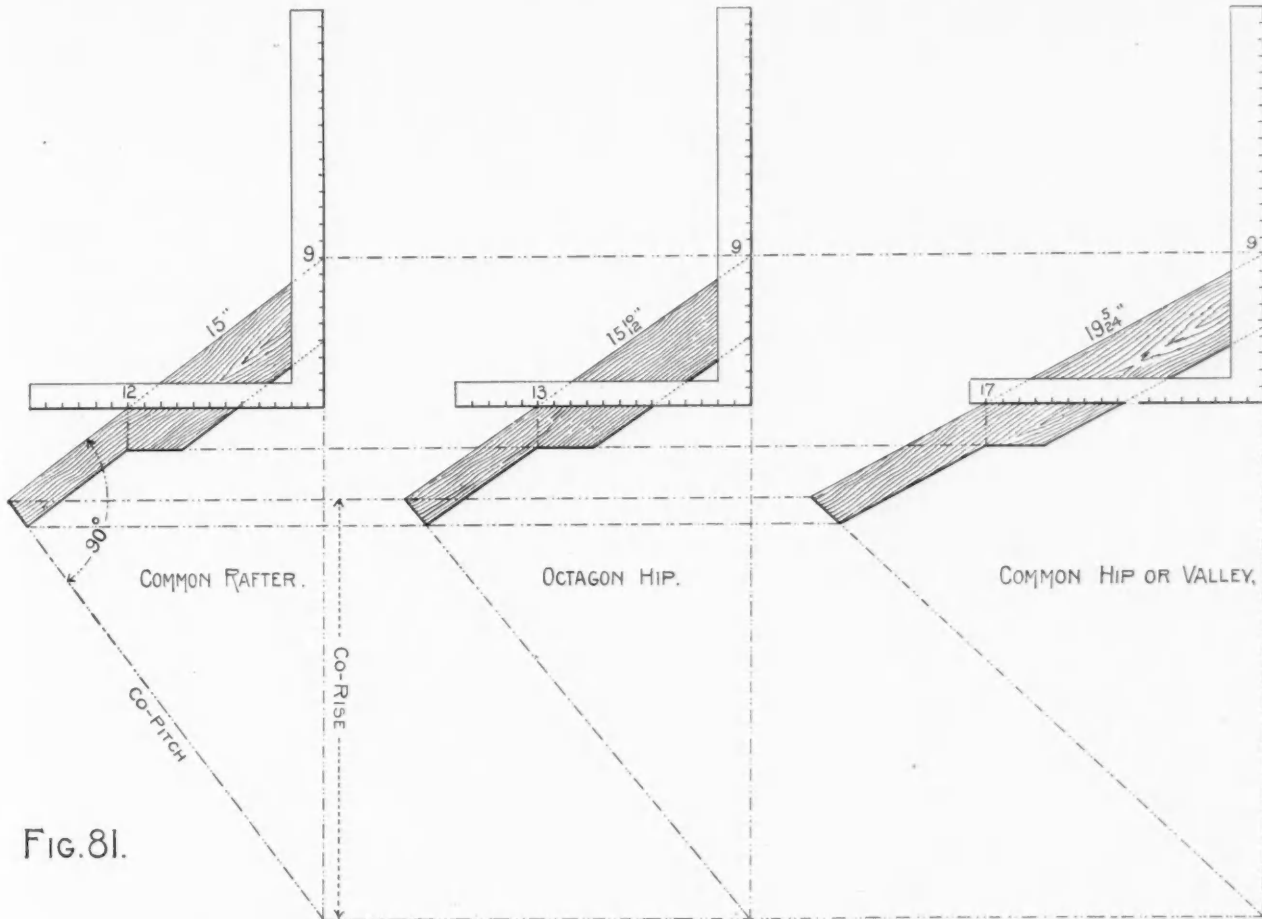 9
9
9
15"
15 10/12"
19 5/24"
12
13
17
90°
COMMON RAFTER.
OCTAGON HIP.
COMMON HIP OR VALLEY,
CO-RISE
CO-PITCH
FIG. 81.